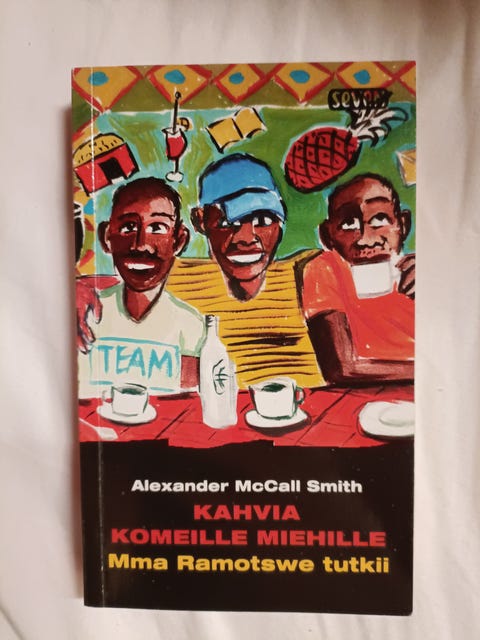 seven
TEAM
Alexander McCall Smith
KAHVIA
KOMEILLE MIEHILLE
Mma Ramotswe tutkii